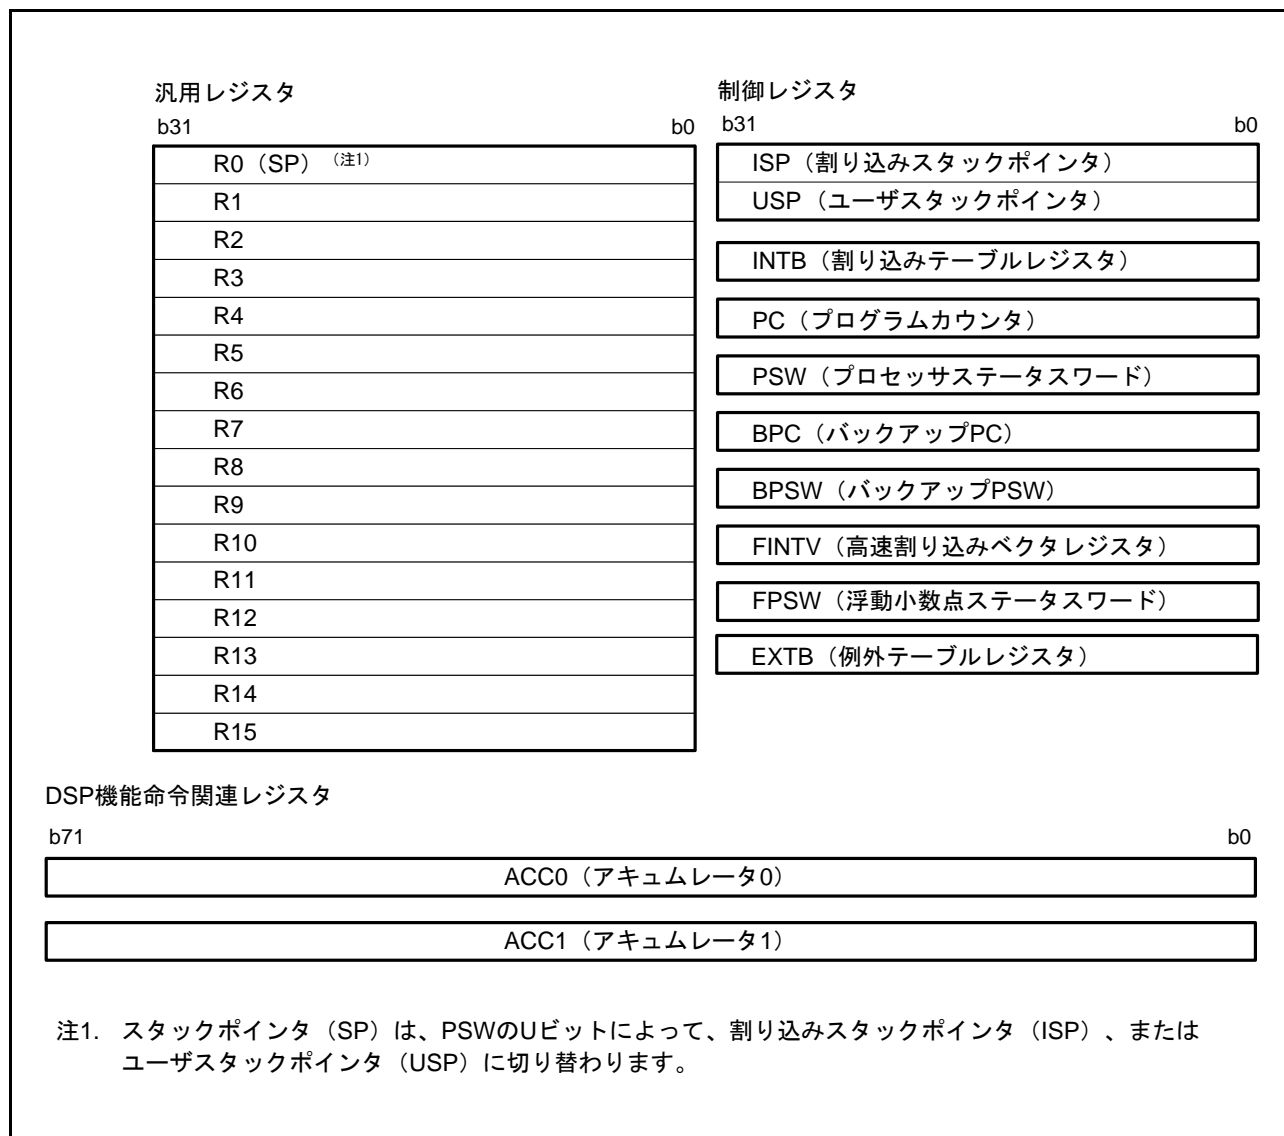 汎用レジスタ
b31 b0
R0（SP）（注1）
R1
R2
R3
R4
R5
R6
R7
R8
R9
R10
R11
R12
R13
R14
R15
制御レジスタ
b31 b0
ISP（割り込みスタックポインタ）
USP（ユーザスタックポインタ）
INTB（割り込みテーブルレジスタ）
PC（プログラムカウンタ）
PSW（プロセッサステータスワード）
BPC（バックアップPC）
BPSW（バックアップPSW）
FINTV（高速割り込みベクタレジスタ）
FPSW（浮動小数点ステータスワード）
EXTB（例外テーブルレジスタ）
DSP機能命令関連レジスタ
b71 b0
ACC0（アキュムレータ0）
ACC1（アキュムレータ1）
注1. スタックポインタ（SP）は、PSWのUビットによって、割り込みスタックポインタ（ISP）、または
ユーザスタックポインタ（USP）に切り替わります。